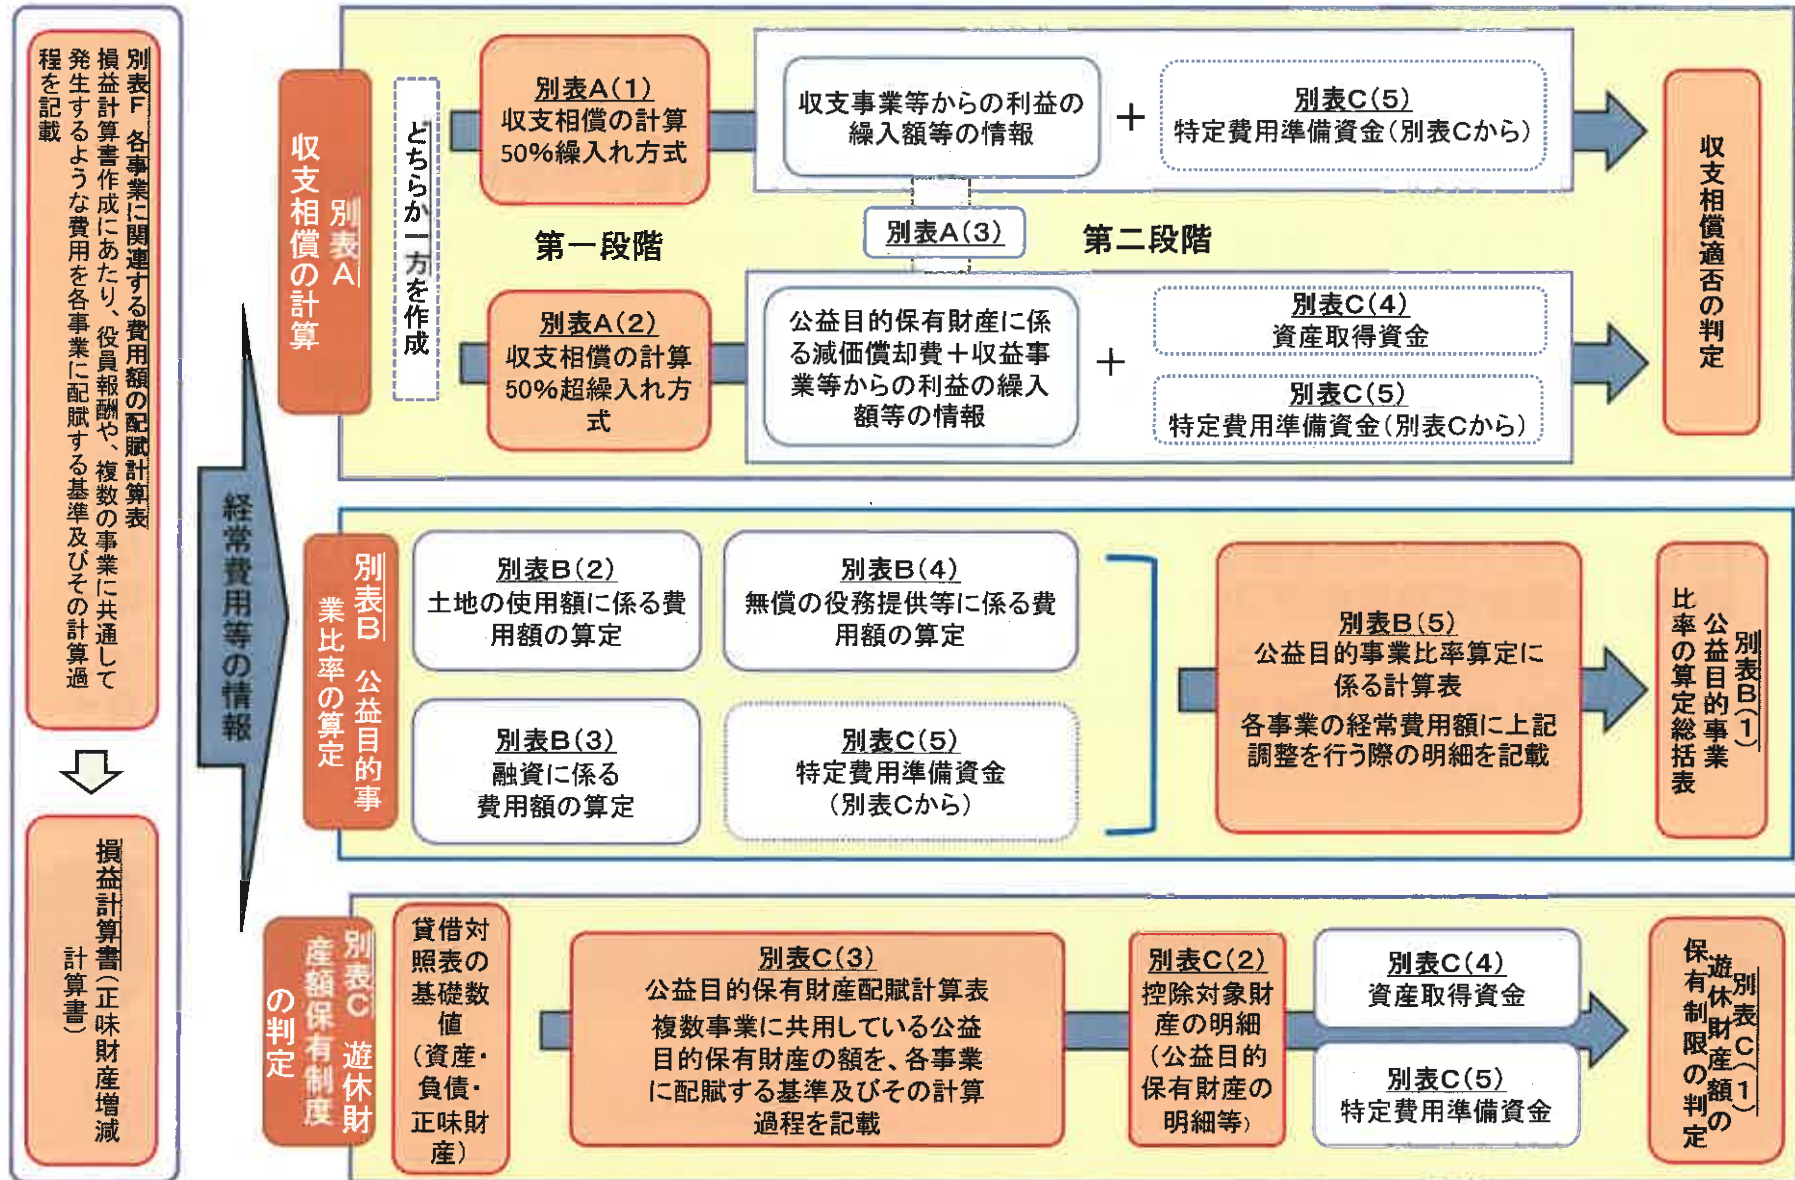 別表F 各事業に関連する費用額の配賦計算表
損益計算書作成にあたり、役員報酬や、複数の事業に共通して
発生するような費用を各事業に配賦する基準及びその計算過
程を記載
損益計算書(正味財産増減
計算書)
経常費用等の情報
別表A
収支相償の計算
どちらか一方を作成
別表A(1)
収支相償の計算
50%繰入れ方式
収支事業等からの利益の
繰入額等の情報
+
別表C(5)
特定費用準備資金(別表Cから)
第一段階
別表A(3)
第二段階
別表A(2)
収支相償の計算
50%超繰入れ方
式
公益目的保有財産に係
る減価償却費+収益事
業等からの利益の繰入
額等の情報
+
別表C(4)
資産取得資金
別表C(5)
特定費用準備資金(別表Cから)
収支相償適否の判定
別表B 公益目的事
業比率の算定
別表B(2)
土地の使用額に係る費
用額の算定
別表B(4)
無償の役務提供等に係る費
用額の算定
別表B(3)
融資に係る
費用額の算定
別表C(5)
特定費用準備資金
(別表Cから)
別表B(5)
公益目的事業比率算定に
係る計算表
各事業の経常費用額に上記
調整を行う際の明細を記載
別表B(1)
公益目的事業
比率の算定総括表
別表C 遊休財
産額保有制度
の判定
貸借対
照表の
基礎数
値
(資産・
負債・
正味財
産)
別表C(3)
公益目的保有財産配賦計算表
複数事業に共用している公益
目的保有財産の額を、各事業
に配賦する基準及びその計算
過程を記載
別表C(2)
控除対象財
産の明細
(公益目的
保有財産の
明細等)
別表C(4)
資産取得資金
別表C(5)
特定費用準備資金
別表C(1)
遊休財産額の
保有制限の判定